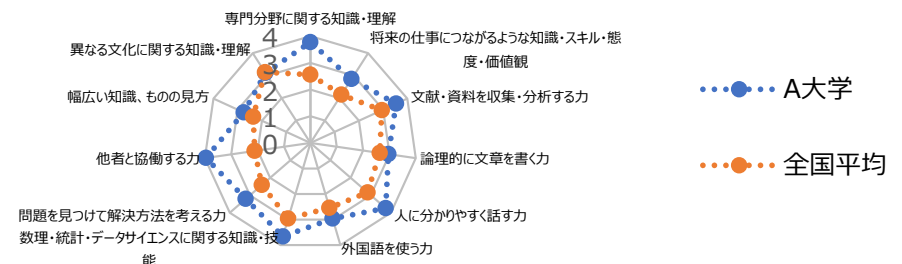 専門分野に関する知識・理解
将来の仕事につながるような知識・スキル・態
度・価値観
文献・資料を収集・分析する力
論理的に文章を書く力
人に分かりやすく話す力
外国語を使う力
数理・統計・データサイエンスに関する知識・技
能
問題を見つけて解決方法を考える力
他者と協働する力
幅広い知識、ものの見方
異なる文化に関する知識・理解
4
3
2
1
0
A大学
全国平均